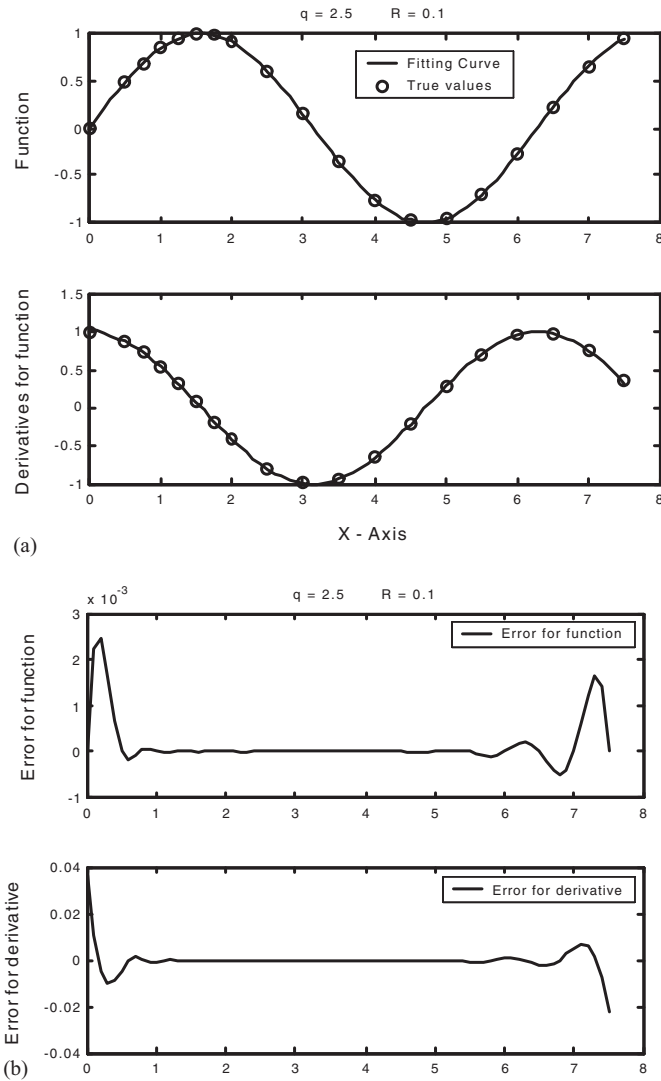 q = 2.5 R = 0.1
1
0.5
0
-0.5
-1
Function
Fitting Curve
True values
0 1 2 3 4 5 6 7 8
1.5
1
0.5
0
-0.5
-1
Derivatives for function
0 1 2 3 4 5 6 7 8
X - Axis
(a)
q = 2.5 R = 0.1
x 10-3
3
2
1
0
-1
Error for function
Error for function
0 1 2 3 4 5 6 7 8
0.04
0.02
0
-0.02
-0.04
Error for derivative
Error for derivative
0 1 2 3 4 5 6 7 8
(b)